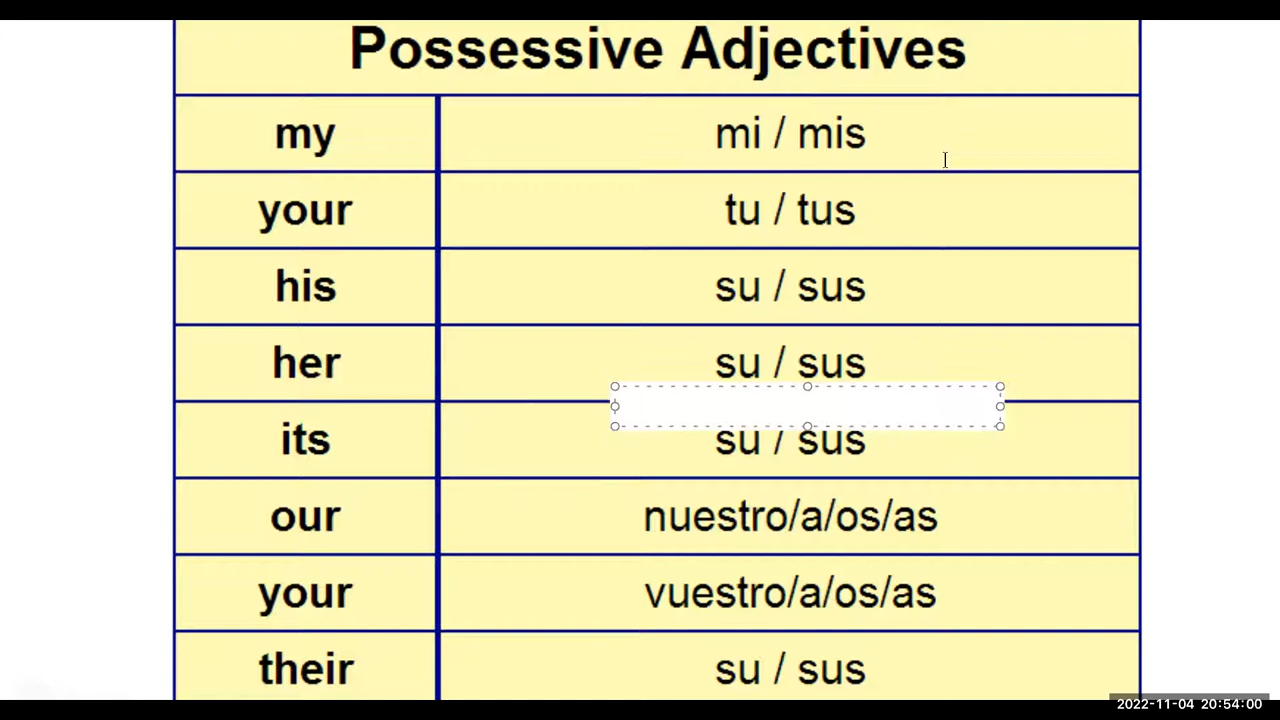 Possessive Adjectives
my mi / mis
your tu / tus
his su / sus
her su / sus
its su / sus
our nuestro/a/os/as
your vuestro/a/os/as
their su / sus
2022-11-04 20:54:00